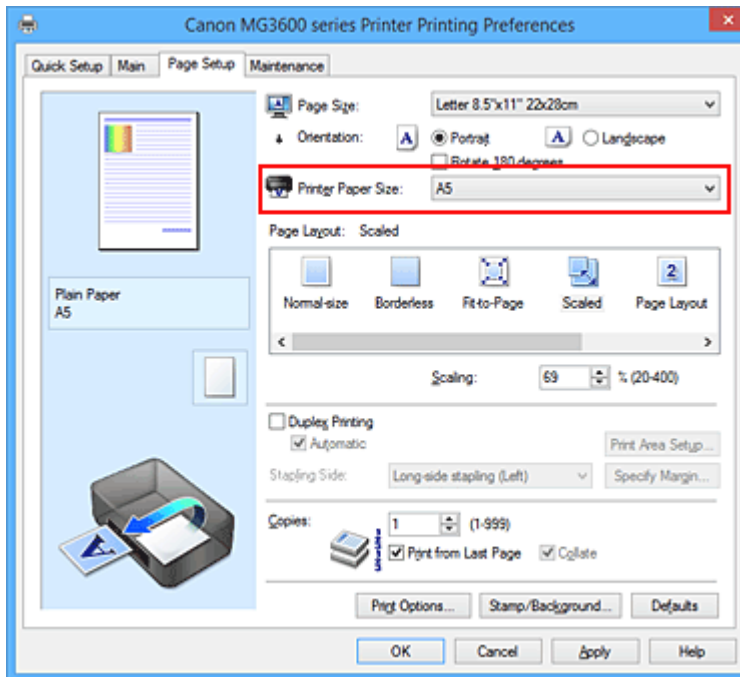 Canon MG3600 series Printer Printing Preferences
Quick Setup Main Page Setup Maintenance
Page Size: Letter 8.5"x11" 22x28cm
Orientation: A Portrait A Landscape
Rotate 180 degrees
Printer Paper Size: A5
Page Layout: Scaled
Normal-size Borderless Fit-to-Page Scaled 2 Page Layout
Plain Paper
A5
Scaling: 69 % (20-400)
Duplex Printing
Automatic Print Area Setup...
Stapling Side: Long-side stapling (Left) Specify Margin...
Copies: 1 (1-999)
Print from Last Page Collate
A
Print Options... Stamp/Background... Defaults
OK Cancel Apply Help